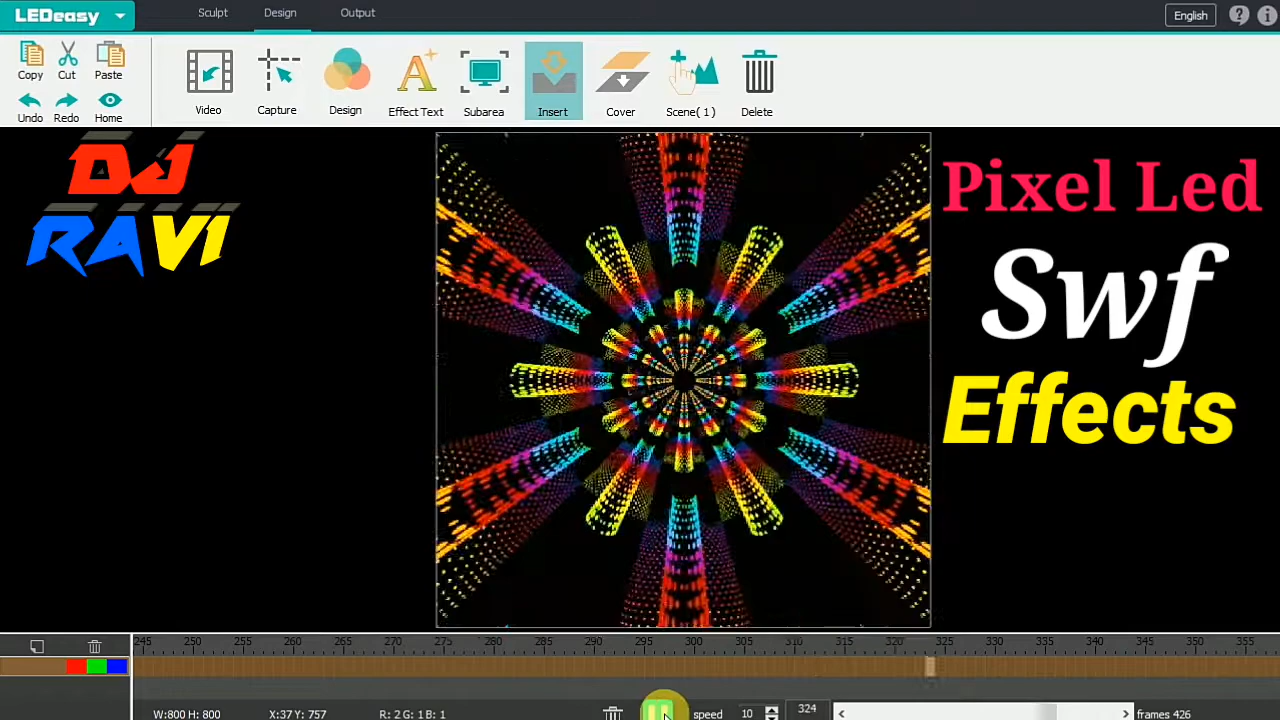 LEDeasy
Sculpt Design Output
English
Copy Cut Paste
Undo Redo Home
Video Capture Design Effect Text Subarea Insert Cover Scene( 1 ) Delete
DJ
RAVI
Pixel Led
Swf
Effects
245 250 255 260 265 270 275 280 285 290 295 300 305 310 315 320 325 330 335 340 345 350 355
W:800 H: 800 X:37 Y: 757 R: 2 G: 1 B: 1 speed 10 324 frames 426